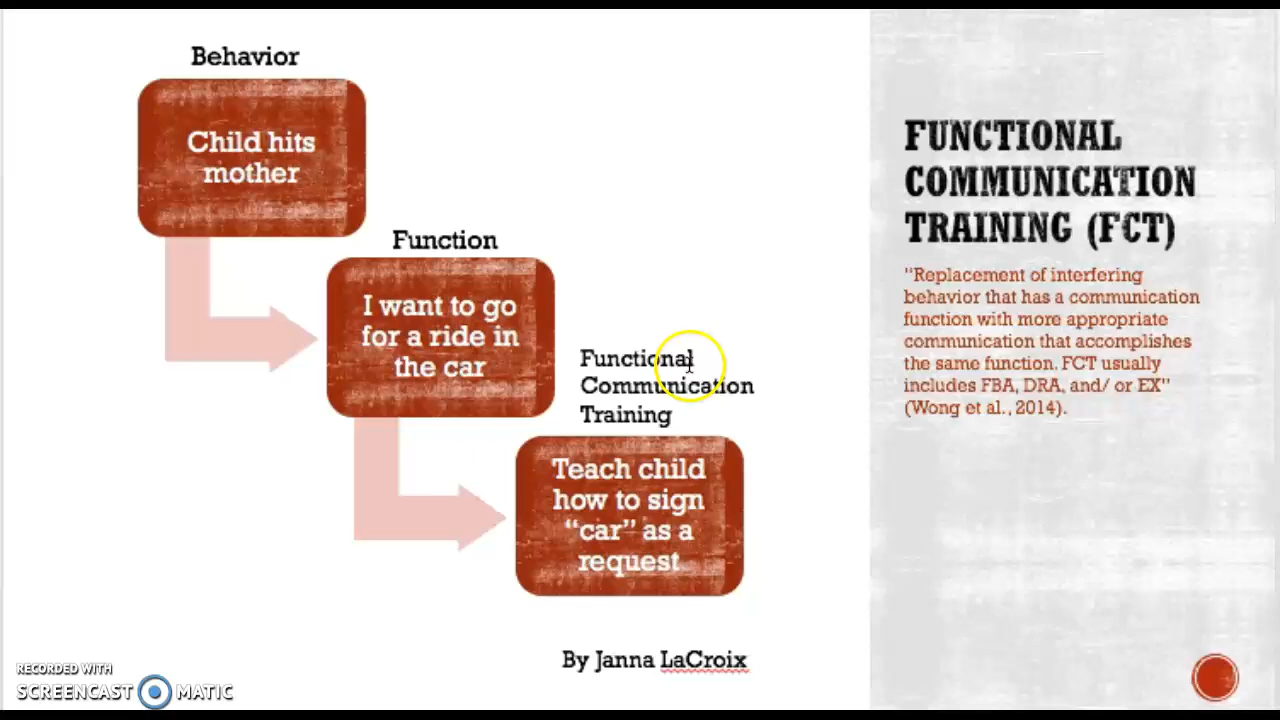 Behavior
Child hits
mother
Function
I want to go
for a ride in
the car
Functional
Communication
Training
Teach child
how to sign
“car” as a
request
By Janna LaCroix
FUNCTIONAL
COMMUNICATION
TRAINING (FCT)
“Replacement of interfering
behavior that has a communication
function with more appropriate
communication that accomplishes
the same function. FCT usually
includes FBA, DRA, and/ or EX”
(Wong et al., 2014).
RECORDED WITH
SCREENCAST MATIC